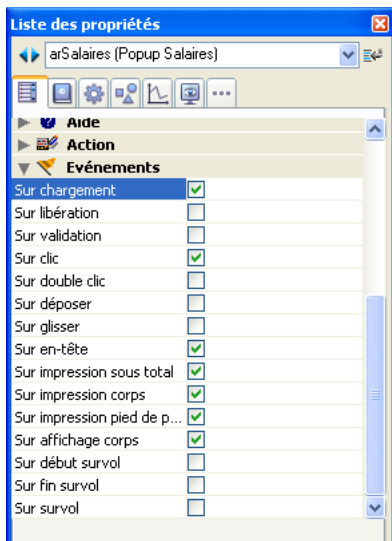 Liste des propriétés
arSalaires (Popup Salaires)
Aide
Action
Evénements
Sur chargement
Sur libération
Sur validation
Sur clic
Sur double clic
Sur déposer
Sur glisser
Sur en-tête
Sur impression sous total
Sur impression corps
Sur impression pied de p...
Sur affichage corps
Sur début survol
Sur fin survol
Sur survol